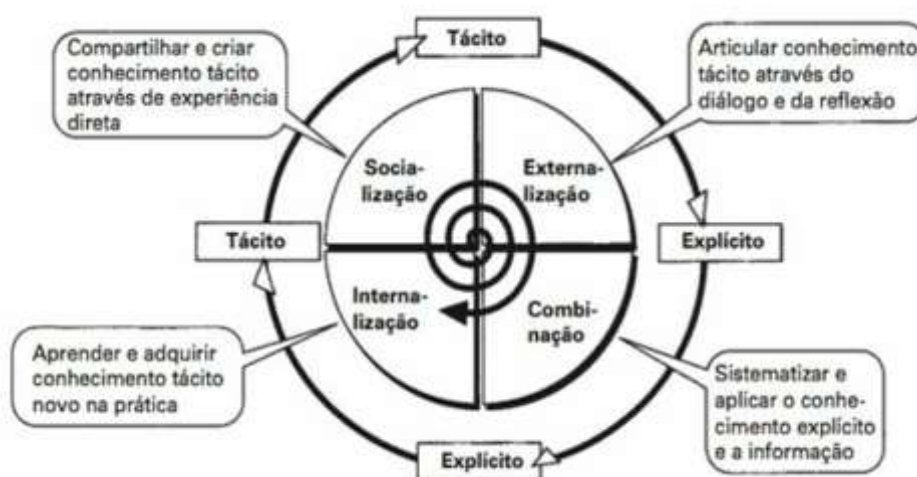 Tácito
Compartilhar e criar
conhecimento tácito
através de experiência
direta
Articular conhecimento
tácito através do
diálogo e da reflexão
Socia-
lização
Externa-
lização
Tácito
Explícito
Interna-
lização
Combi-
nação
Aprender e adquirir
conhecimento tácito
novo na prática
Sistematizar e
aplicar o conhe-
cimento explícito
e a informação
Explícito